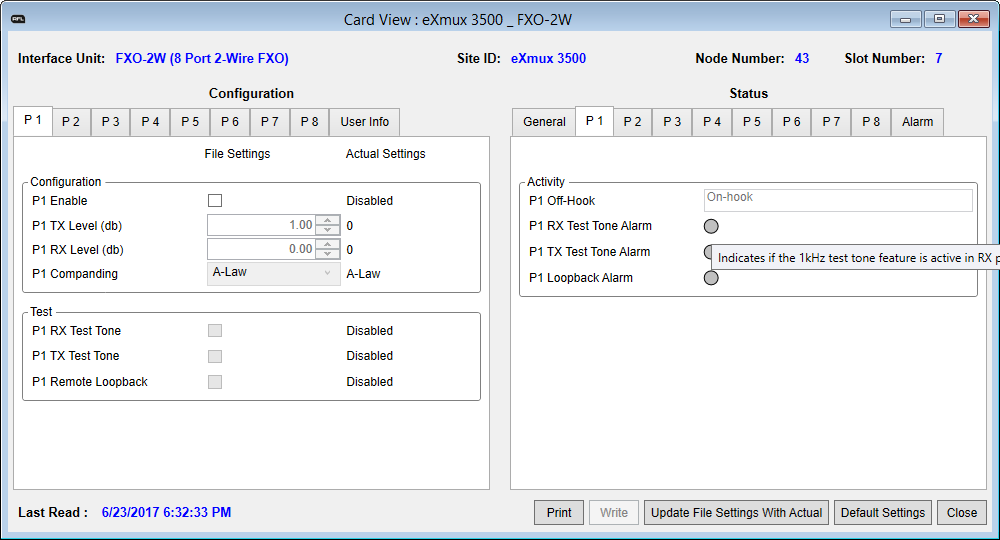 RFL
Card View : eXmux 3500 _ FXO-2W
Interface Unit: FXO-2W (8 Port 2-Wire FXO) Site ID: eXmux 3500 Node Number: 43 Slot Number: 7
Configuration
P 1 P 2 P 3 P 4 P 5 P 6 P 7 P 8 User Info
File Settings Actual Settings
Configuration
P1 Enable Disabled
P1 TX Level (db) 1.00 0
P1 RX Level (db) 0.00 0
P1 Companding A-Law A-Law
Test
P1 RX Test Tone Disabled
P1 TX Test Tone Disabled
P1 Remote Loopback Disabled
Status
General P 1 P 2 P 3 P 4 P 5 P 6 P 7 P 8 Alarm
Activity
P1 Off-Hook On-hook
P1 RX Test Tone Alarm
P1 TX Test Tone Alarm
Indicates if the 1kHz test tone feature is active in RX p
P1 Loopback Alarm
Last Read : 6/23/2017 6:32:33 PM
Print Write Update File Settings With Actual Default Settings Close